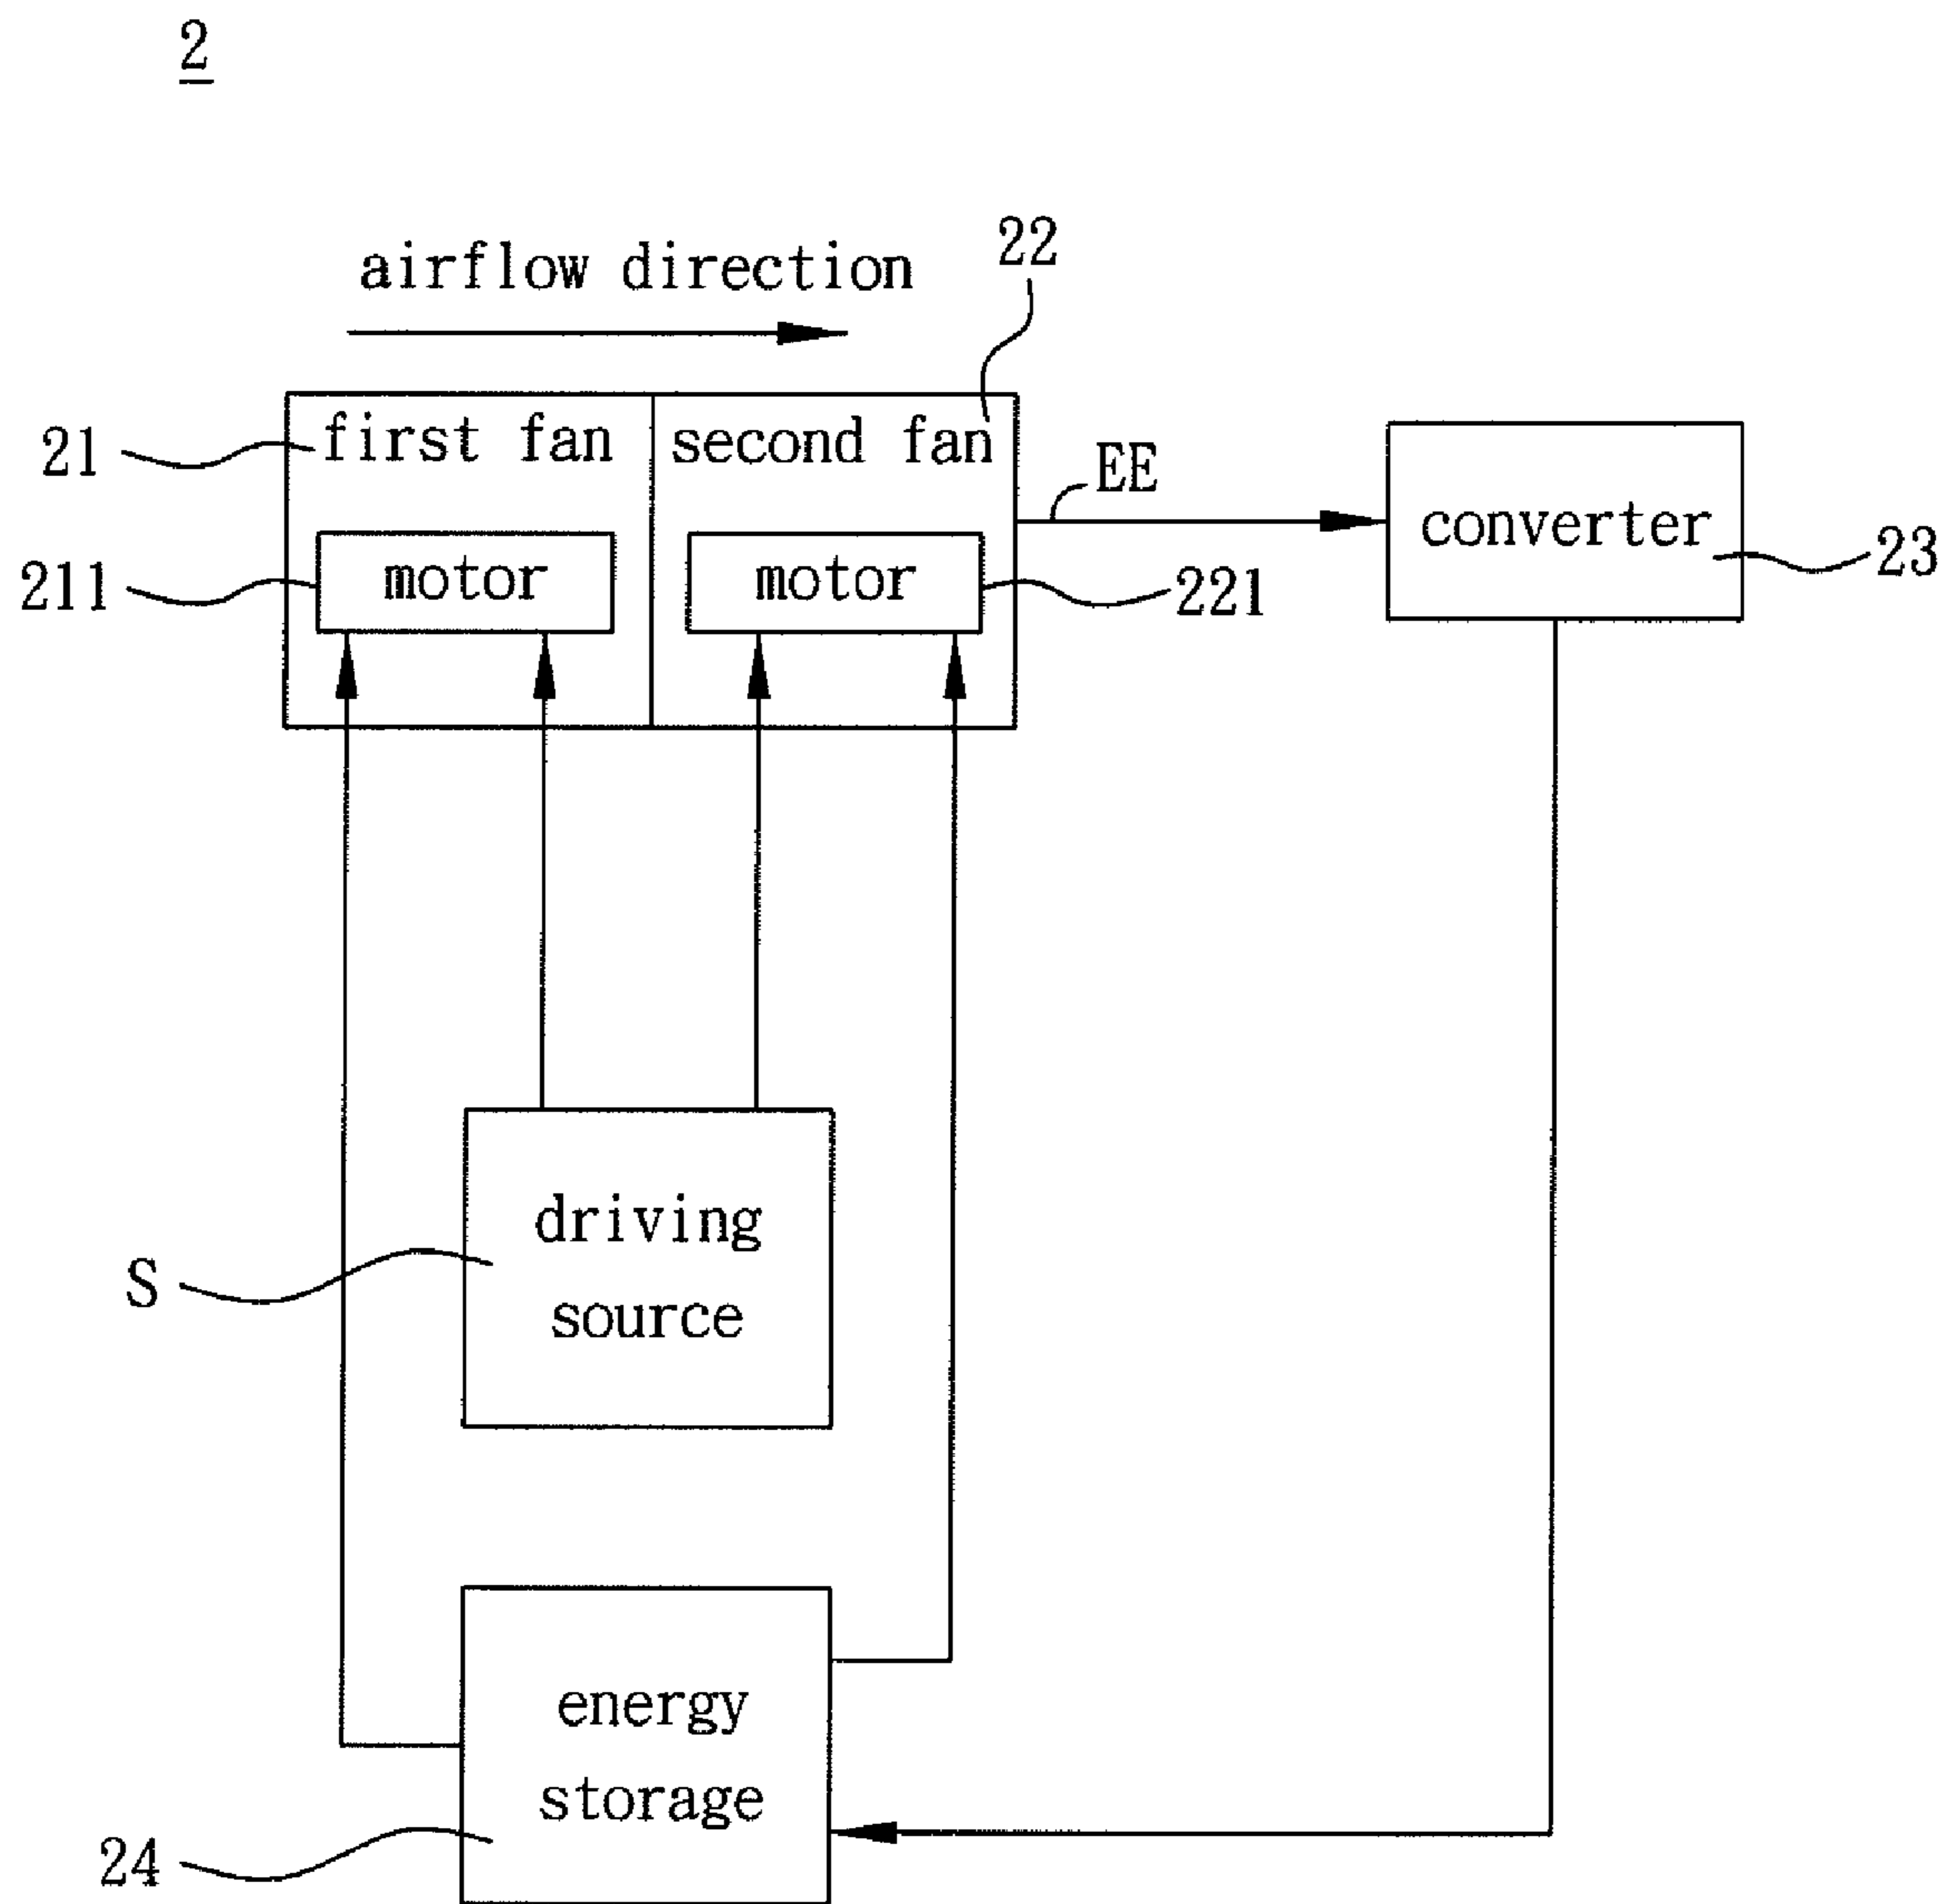 2
airflow direction
22
21
first fan
second fan
EE
converter
23
211
motor
motor
221
driving
source
S
energy
storage
24